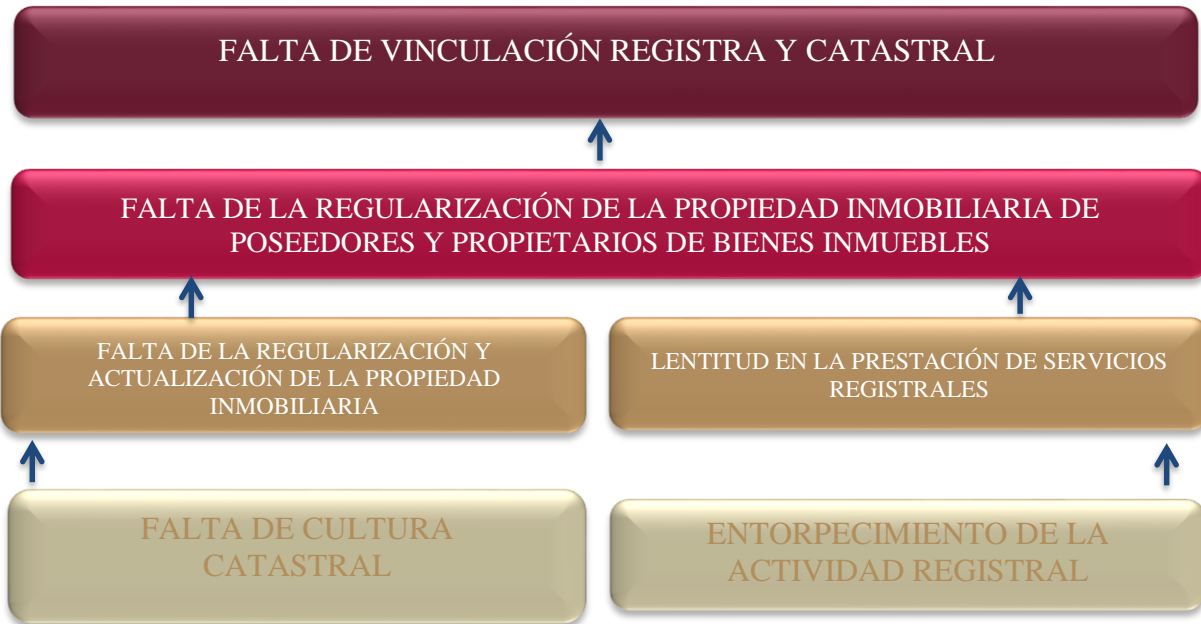 FALTA DE VINCULACIÓN REGISTRA Y CATASTRAL
FALTA DE LA REGULARIZACIÓN DE LA PROPIEDAD INMOBILIARIA DE
POSEEDORES Y PROPIETARIOS DE BIENES INMUEBLES
FALTA DE LA REGULARIZACIÓN Y
ACTUALIZACIÓN DE LA PROPIEDAD
INMOBILIARIA
LENTITUD EN LA PRESTACIÓN DE SERVICIOS
REGISTRALES
FALTA DE CULTURA
CATASTRAL
ENTORPECIMIENTO DE LA
ACTIVIDAD REGISTRAL